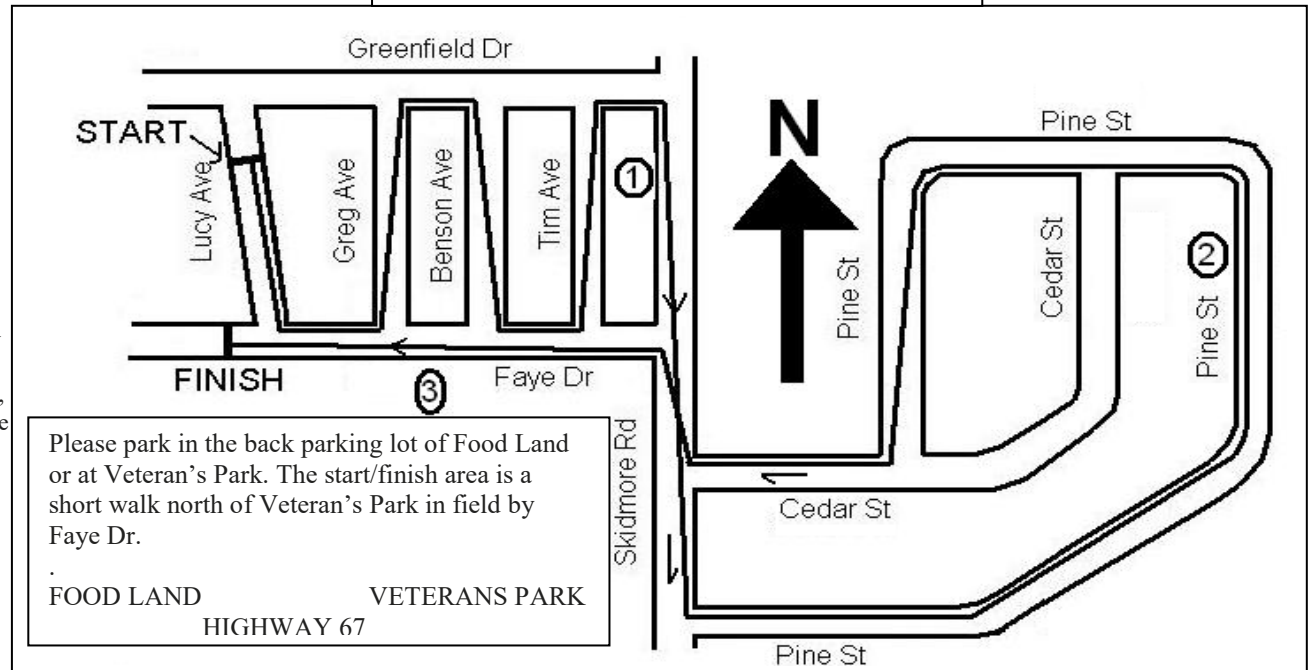 Greenfield Dr
START
Lucy Ave
Greg Ave
Benson Ave
Tim Ave
1
N
Pine St
Pine St
Cedar St
2
Pine St
FINISH
3
Faye Dr
Skidmore Rd
Cedar St
Pine St
Please park in the back parking lot of Food Land
or at Veteran’s Park. The start/finish area is a
short walk north of Veteran’s Park in field by
Faye Dr.
.
FOOD LAND VETERANS PARK
HIGHWAY 67